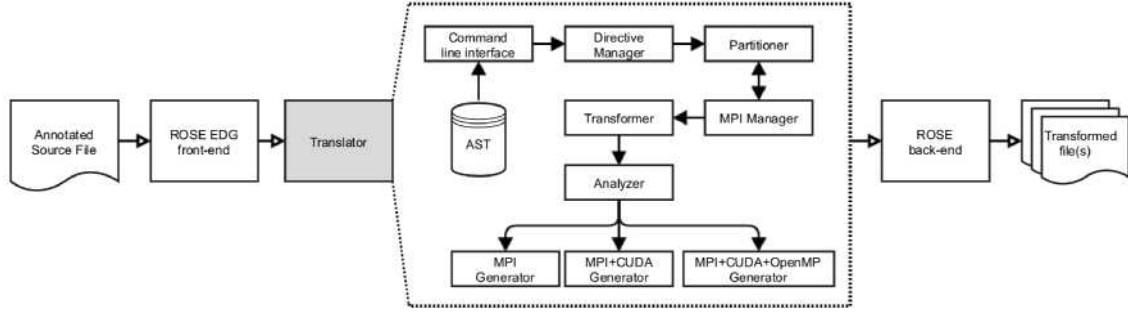 Annotated
Source File
ROSE EDG
front-end
Translator
Command
line interface
Directive
Manager
Partitioner
AST
Transformer
MPI Manager
Analyzer
MPI
Generator
MPI+CUDA
Generator
MPI+CUDA+OpenMP
Generator
ROSE
back-end
Transformed
file(s)